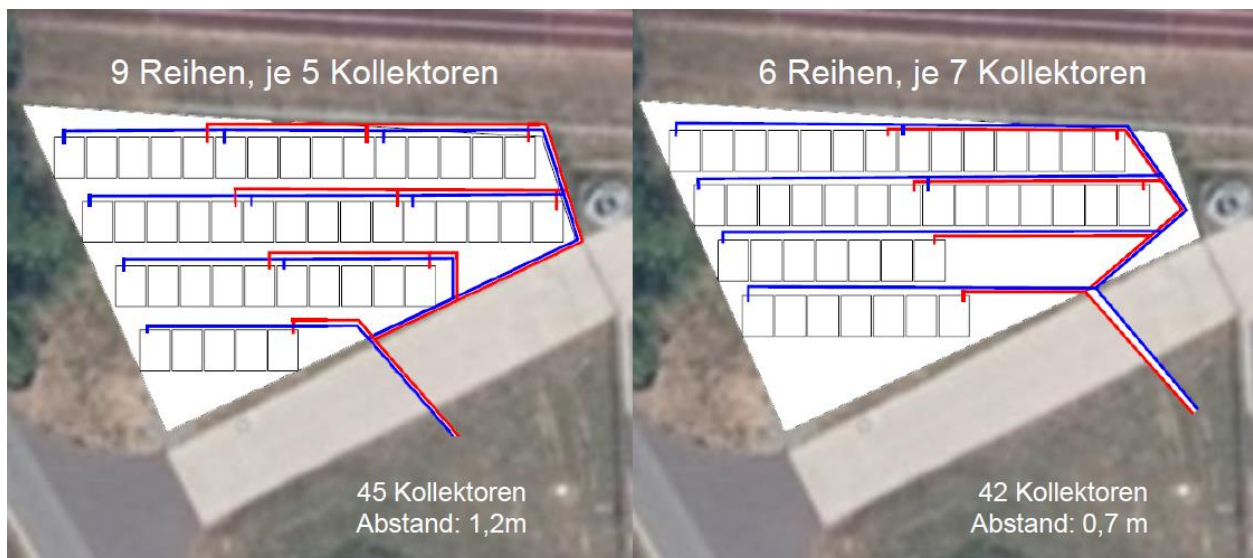 9 Reihen, je 5 Kollektoren
45 Kollektoren
Abstand: 1,2m
6 Reihen, je 7 Kollektoren
42 Kollektoren
Abstand: 0,7 m